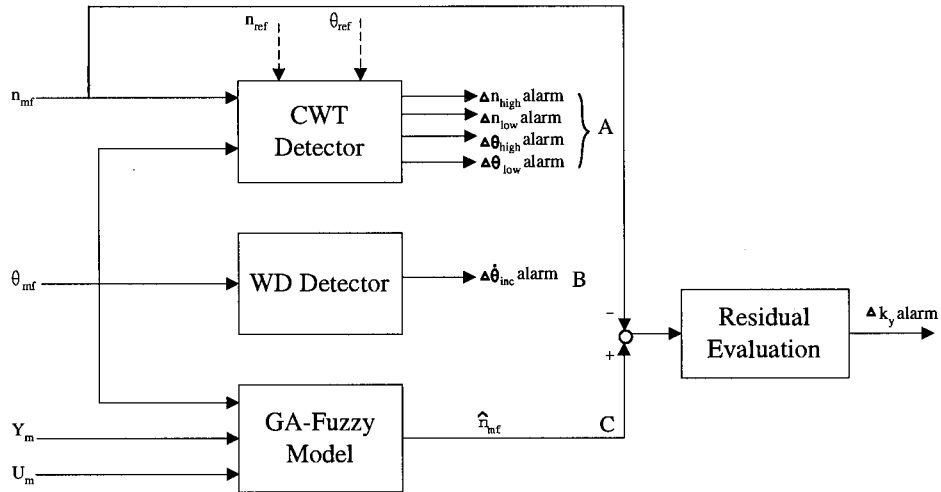 n_ref
θ_ref
n_mf
CWT
Detector
Δn_high alarm
Δn_low alarm
Δθ_high alarm
Δθ_low alarm
A
θ_mf
WD Detector
Δθ̇_inc alarm
B
−
+
Residual
Evaluation
Δk_y alarm
Y_m
U_m
GA-Fuzzy
Model
n̂_mf
C